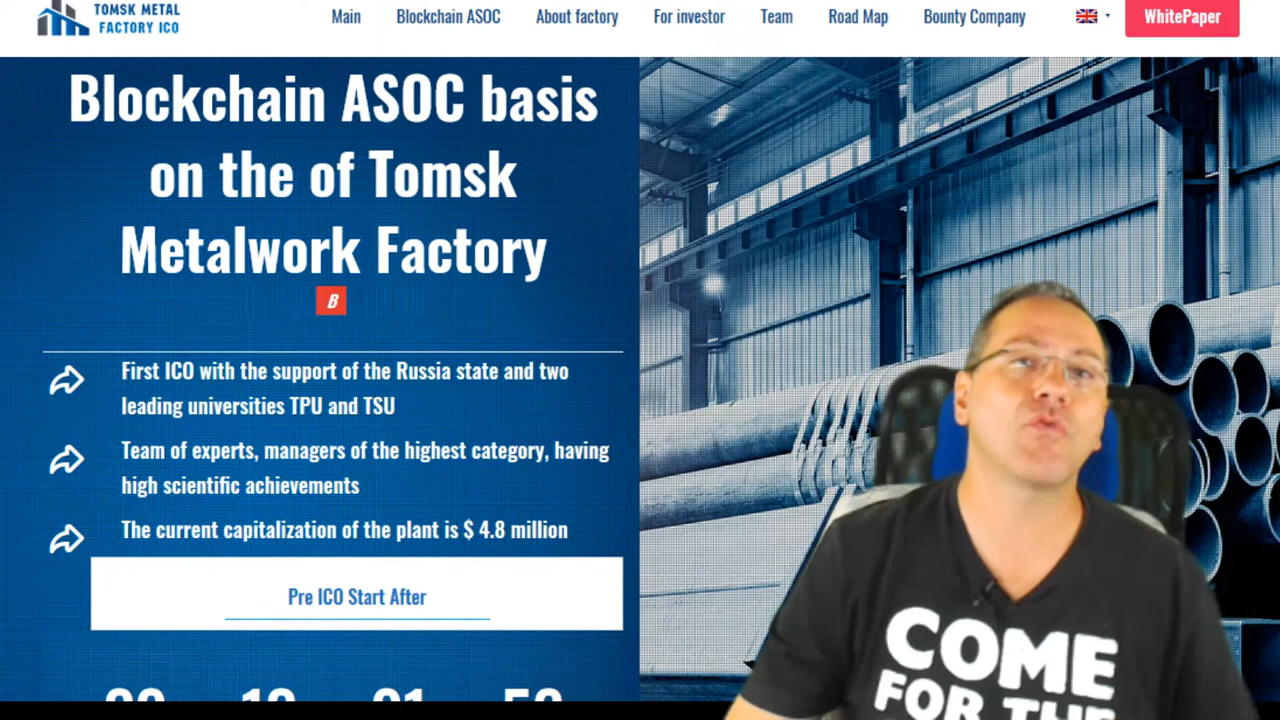 TOMSK METAL
FACTORY ICO
Main
Blockchain ASOC
About factory
For investor
Team
Road Map
Bounty Company
WhitePaper
Blockchain ASOC basis
on the of Tomsk
Metalwork Factory
B
First ICO with the support of the Russia state and two
leading universities TPU and TSU
Team of experts, managers of the highest category, having
high scientific achievements
The current capitalization of the plant is $ 4.8 million
Pre ICO Start After
COME
FOR THE